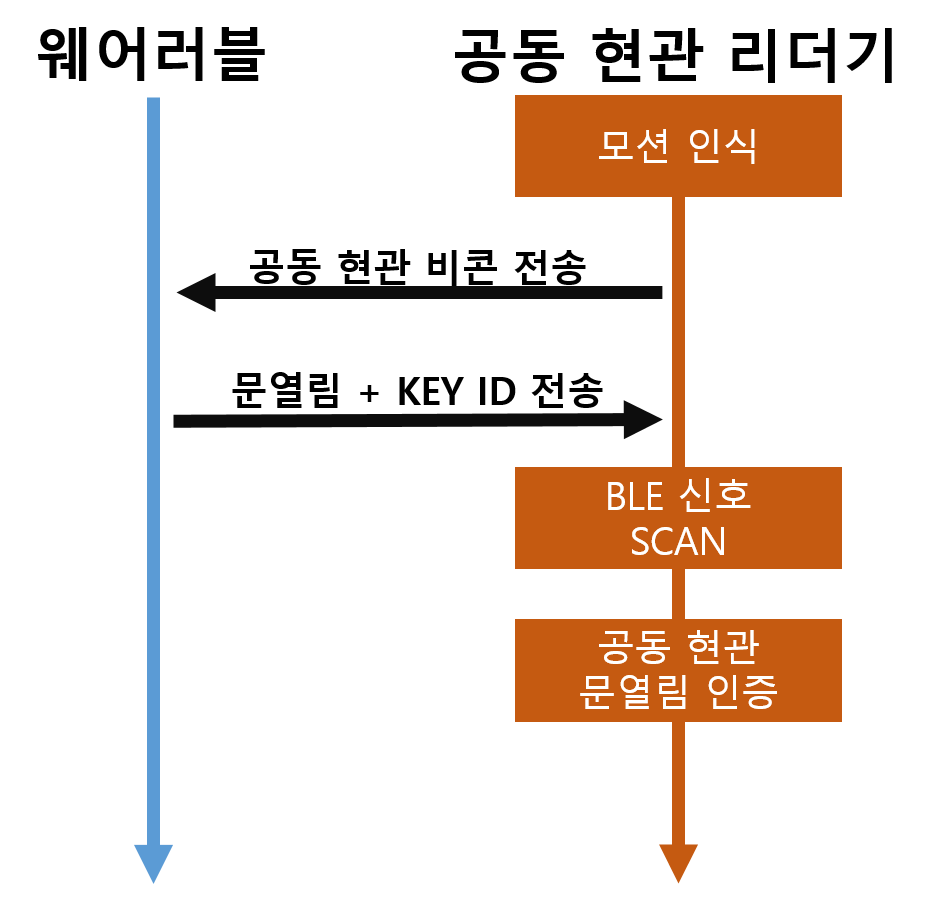 웨어러블
공동 현관 리더기
모션 인식
공동 현관 비콘 전송
문열림 + KEY ID 전송
BLE 신호
SCAN
공동 현관
문열림 인증